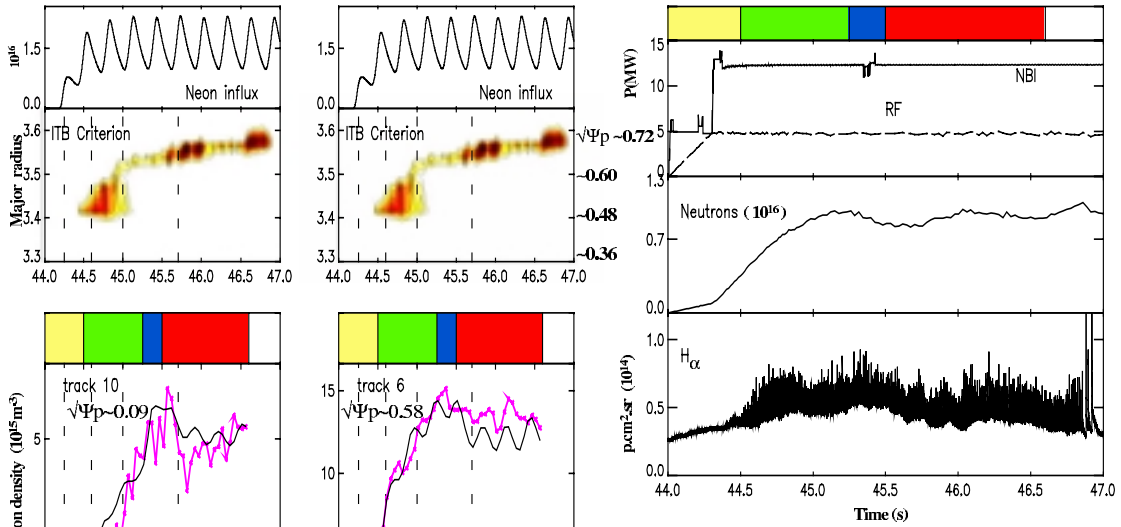 10¹⁶
1.5
0.0
Neon influx
1.5
0.0
Neon influx
Major radius
3.6
3.5
3.4
3.3
ITB Criterion
44.0 44.5 45.0 45.5 46.0 46.5 47.0
3.6
3.5
3.4
3.3
ITB Criterion
44.0 44.5 45.0 45.5 46.0 46.5 47.0
√Ψp ~0.72
~0.60
~0.48
~0.36
on density (10¹⁵m⁻³)
5
track 10
√Ψp~0.09
15
10
track 6
√Ψp~0.58
P(MW)
15
10
5
0
NBI
RF
1.3
0.7
0.0
Neutrons (10¹⁶)
p.cm².sr (10¹⁴)
1.0
0.5
0.0
Hα
44.0 44.5 45.0 45.5 46.0 46.5 47.0
Time (s)